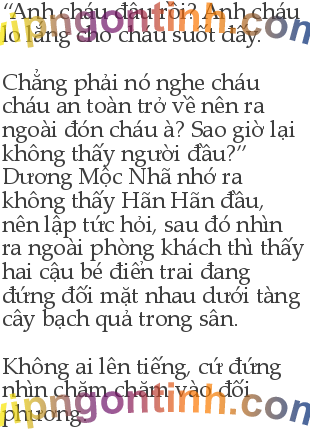 “Anh cháu đâu rồi? Anh cháu
lo lắng cho cháu suốt đấy.
vipngontinh.com
Chẳng phải nó nghe cháu
cháu an toàn trở về nên ra
ngoài đón cháu à? Sao giờ lại
không thấy người đâu?”
Dương Mộc Nhã nhớ ra
không thấy Hãn Hãn đâu,
nên lập tức hỏi, sau đó nhìn
ra ngoài phòng khách thì thấy
hai cậu bé điển trai đang
đứng đối mặt nhau dưới tàng
cây bạch quả trong sân.
Không ai lên tiếng, cứ đứng
nhìn chăm chăm vào đối
phương.
vipngontinh.com